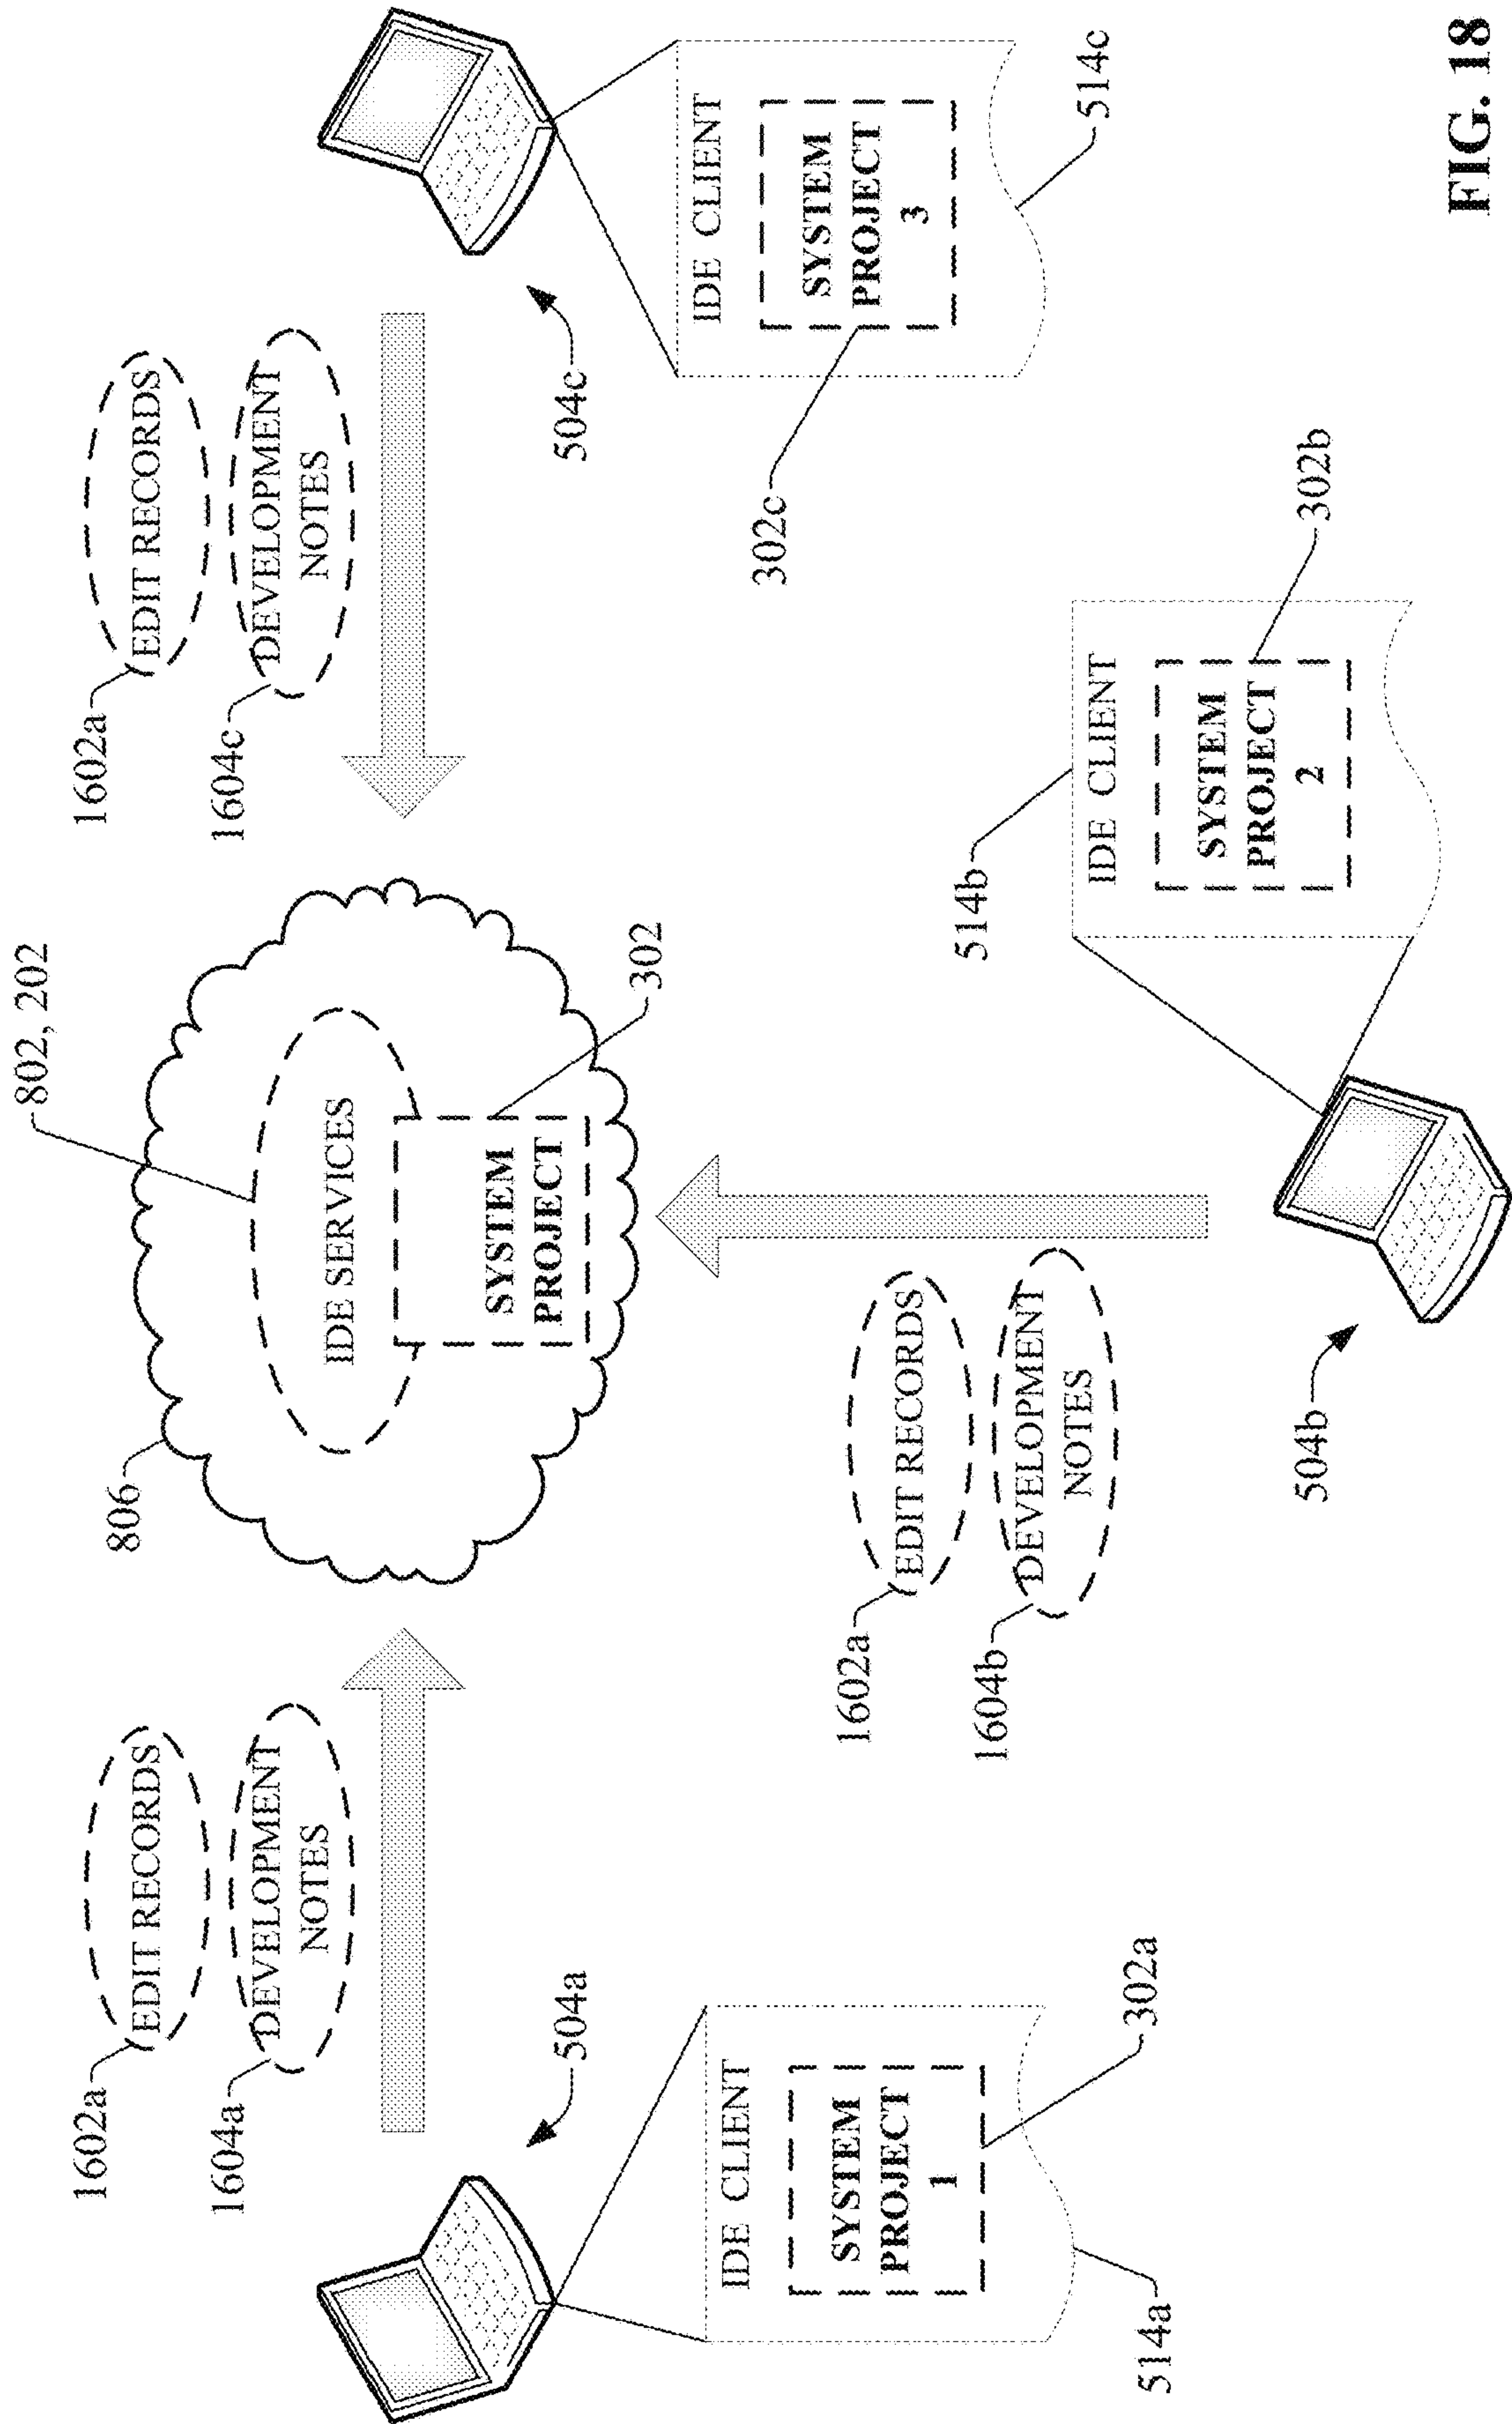 802, 202
806
IDE SERVICES
SYSTEM
PROJECT
302
1602a
EDIT RECORDS
1604a
DEVELOPMENT
NOTES
504a
IDE CLIENT
SYSTEM
PROJECT
1
302a
514a
1602a
EDIT RECORDS
1604b
DEVELOPMENT
NOTES
504b
514b
IDE CLIENT
SYSTEM
PROJECT
2
302b
1602a
EDIT RECORDS
1604c
DEVELOPMENT
NOTES
504c
IDE CLIENT
SYSTEM
PROJECT
3
302c
514c
FIG. 18